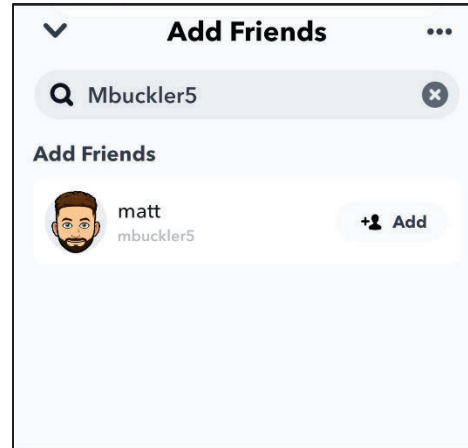 Add Friends
Mbuckler5
Add Friends
matt
mbuckler5
Add